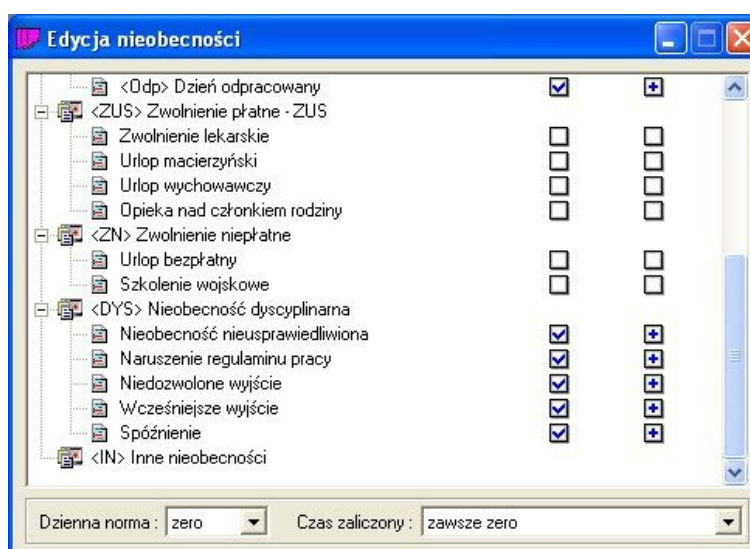 Edycja nieobecności
<Odp> Dzień odpracowany
<ZUS> Zwolnienie płatne - ZUS
Zwolnienie lekarskie
Urlop macierzyński
Urlop wychowawczy
Opieka nad członkiem rodziny
<ZN> Zwolnienie niepłatne
Urlop bezpłatny
Szkolenie wojskowe
<DYS> Nieobecność dyscyplinarna
Nieobecność nieusprawiedliwiona
Naruszenie regulaminu pracy
Niedozwolone wyjście
Wcześniejsze wyjście
Spóźnienie
<IN> Inne nieobecności
Dzienna norma : zero Czas zaliczony : zawsze zero